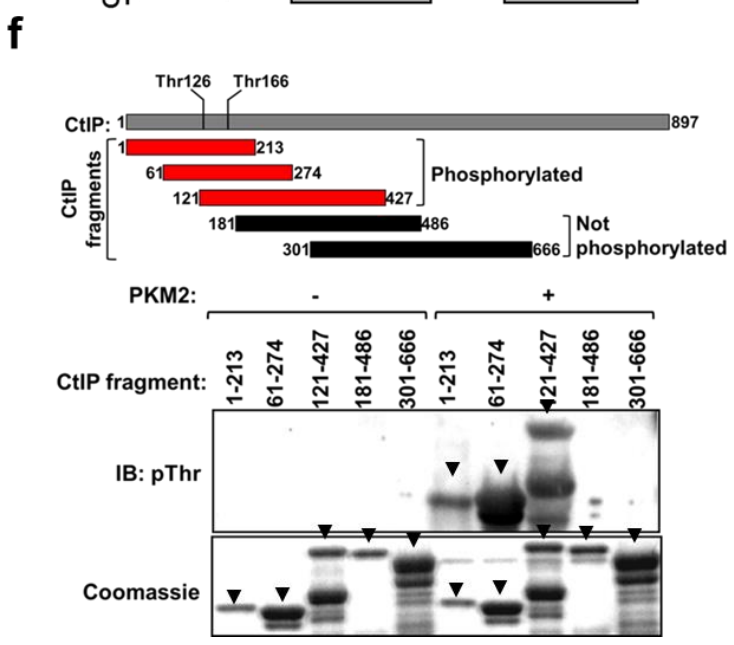 f
Thr126 Thr166
CtIP: 1 897
CtIP fragments
1 213
61 274
121 427
Phosphorylated
181 486
301 666
Not phosphorylated
PKM2: - +
CtIP fragment: 1-213 61-274 121-427 181-486 301-666 1-213 61-274 121-427 181-486 301-666
IB: pThr
Coomassie